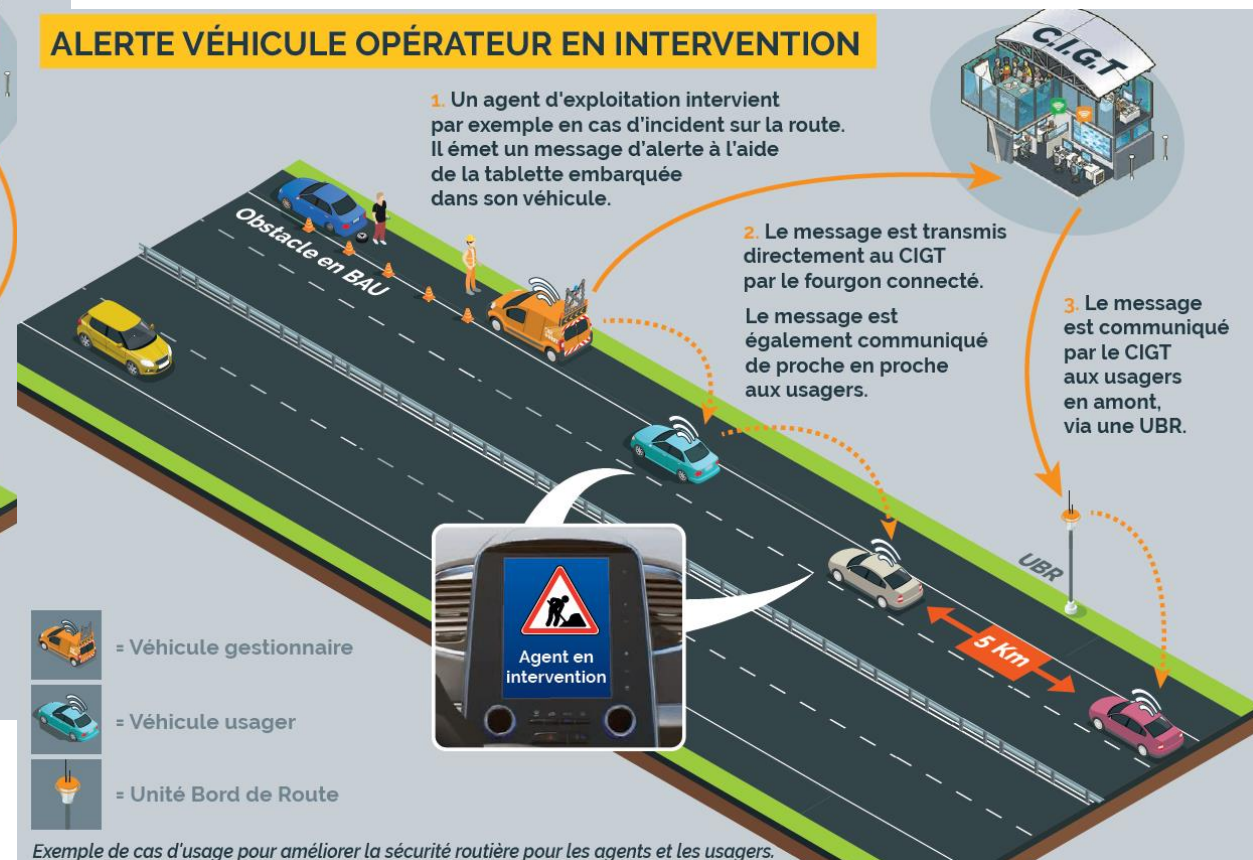 ALERTE VÉHICULE OPÉRATEUR EN INTERVENTION
C.I.G.T
1. Un agent d'exploitation intervient
par exemple en cas d'incident sur la route.
Il émet un message d'alerte à l'aide
de la tablette embarquée
dans son véhicule.
Obstacle en BAU
2. Le message est transmis
directement au CIGT
par le fourgon connecté.
Le message est
également communiqué
de proche en proche
aux usagers.
3. Le message
est communiqué
par le CIGT
aux usagers
en amont,
via une UBR.
UBR
5 Km
Agent en
intervention
= Véhicule gestionnaire
= Véhicule usager
= Unité Bord de Route
Exemple de cas d'usage pour améliorer la sécurité routière pour les agents et les usagers.